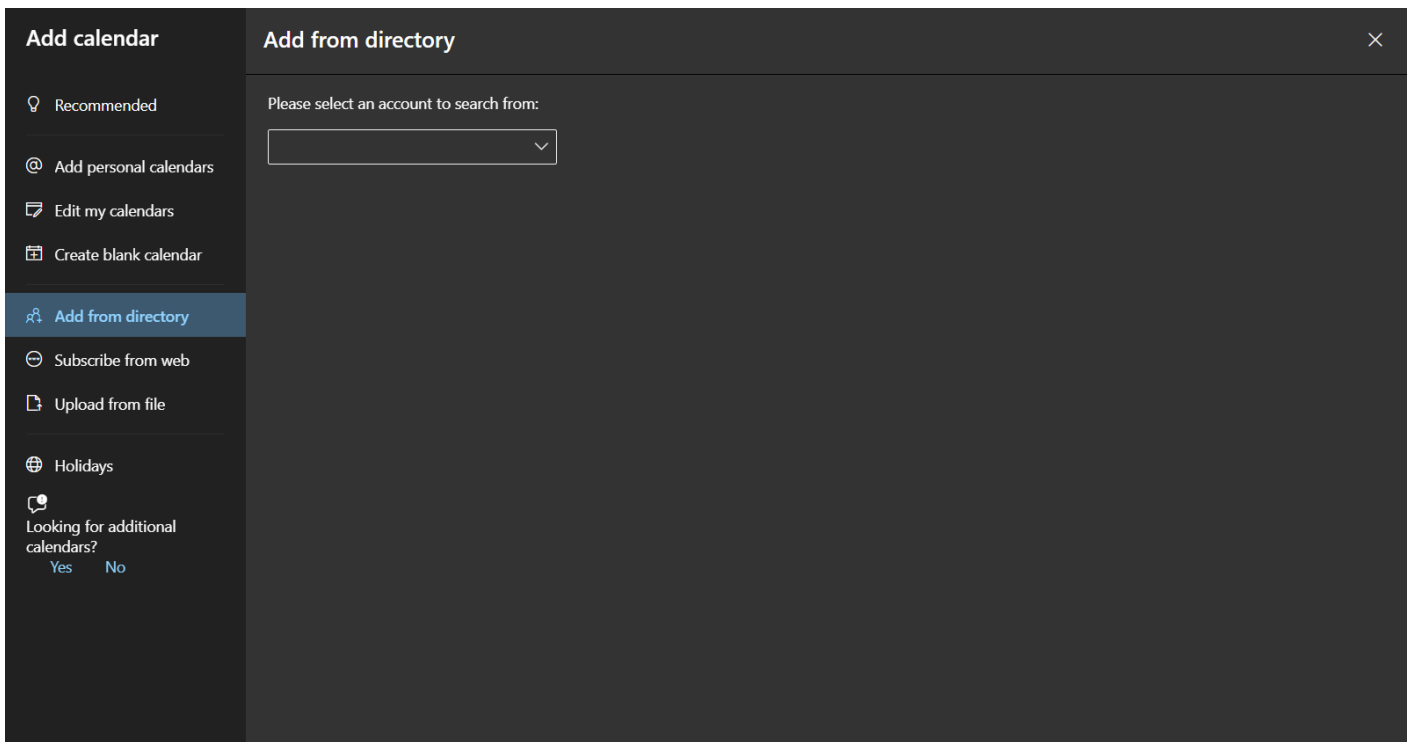 Add calendar
Recommended
Add personal calendars
Edit my calendars
Create blank calendar
Add from directory
Subscribe from web
Upload from file
Holidays
Looking for additional
calendars?
Yes No
Add from directory
Please select an account to search from: